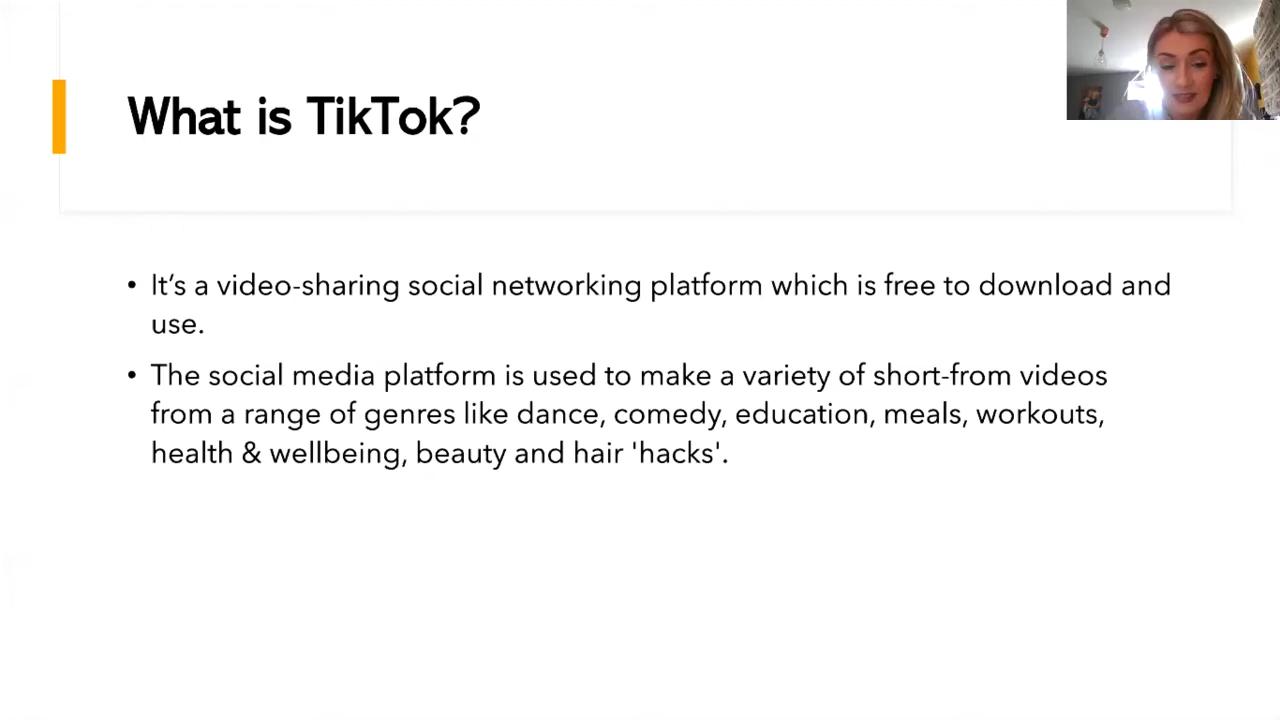 What is TikTok?
• It's a video-sharing social networking platform which is free to download and
use.
• The social media platform is used to make a variety of short-from videos
from a range of genres like dance, comedy, education, meals, workouts,
health & wellbeing, beauty and hair 'hacks'.